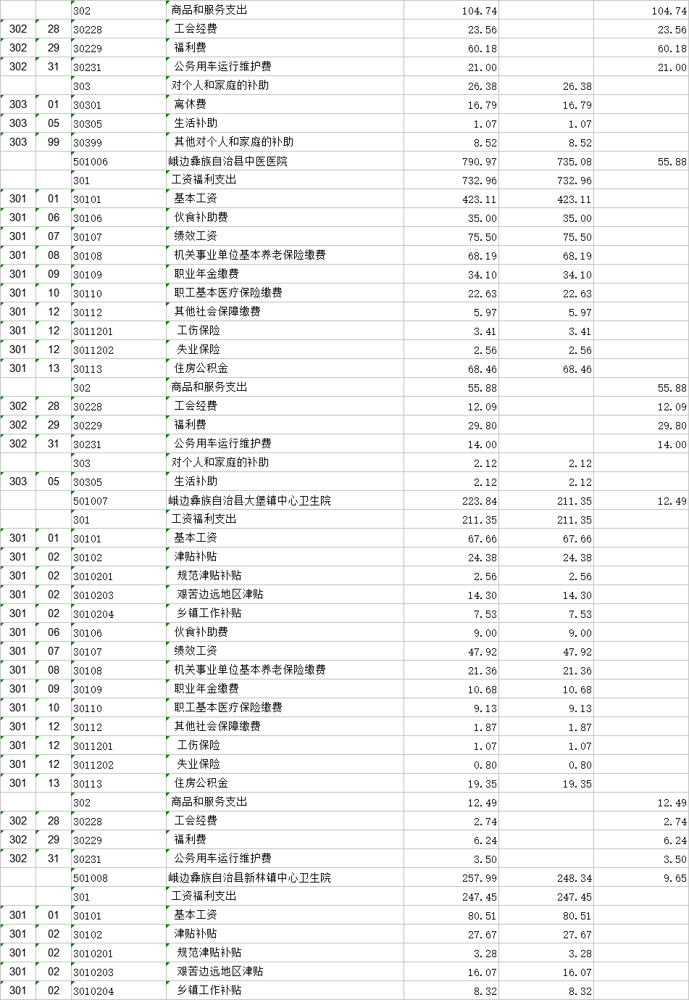 302 商品和服务支出 104.74 104.74
302 28 30228 工会经费 23.56 23.56
302 29 30229 福利费 60.18 60.18
302 31 30231 公务用车运行维护费 21.00 21.00
303 对个人和家庭的补助 26.38 26.38
303 01 30301 离休费 16.79 16.79
303 05 30305 生活补助 1.07 1.07
303 99 30399 其他对个人和家庭的补助 8.52 8.52
501006 峨边彝族自治县中医医院 790.97 735.08 55.88
301 工资福利支出 732.96 732.96
301 01 30101 基本工资 423.11 423.11
301 06 30106 伙食补助费 35.00 35.00
301 07 30107 绩效工资 75.50 75.50
301 08 30108 机关事业单位基本养老保险缴费 68.19 68.19
301 09 30109 职业年金缴费 34.10 34.10
301 10 30110 职工基本医疗保险缴费 22.63 22.63
301 12 30112 其他社会保障缴费 5.97 5.97
301 12 3011201 工伤保险 3.41 3.41
301 12 3011202 失业保险 2.56 2.56
301 13 30113 住房公积金 68.46 68.46
302 商品和服务支出 55.88 55.88
302 28 30228 工会经费 12.09 12.09
302 29 30229 福利费 29.80 29.80
302 31 30231 公务用车运行维护费 14.00 14.00
303 对个人和家庭的补助 2.12 2.12
303 05 30305 生活补助 2.12 2.12
501007 峨边彝族自治县大堡镇中心卫生院 223.84 211.35 12.49
301 工资福利支出 211.35 211.35
301 01 30101 基本工资 67.66 67.66
301 02 30102 津贴补贴 24.38 24.38
301 02 3010201 规范津贴补贴 2.56 2.56
301 02 3010203 艰苦边远地区津贴 14.30 14.30
301 02 3010204 乡镇工作补贴 7.53 7.53
301 06 30106 伙食补助费 9.00 9.00
301 07 30107 绩效工资 47.92 47.92
301 08 30108 机关事业单位基本养老保险缴费 21.36 21.36
301 09 30109 职业年金缴费 10.68 10.68
301 10 30110 职工基本医疗保险缴费 9.13 9.13
301 12 30112 其他社会保障缴费 1.87 1.87
301 12 3011201 工伤保险 1.07 1.07
301 12 3011202 失业保险 0.80 0.80
301 13 30113 住房公积金 19.35 19.35
302 商品和服务支出 12.49 12.49
302 28 30228 工会经费 2.74 2.74
302 29 30229 福利费 6.24 6.24
302 31 30231 公务用车运行维护费 3.50 3.50
501008 峨边彝族自治县新林镇中心卫生院 257.99 248.34 9.65
301 工资福利支出 247.45 247.45
301 01 30101 基本工资 80.51 80.51
301 02 30102 津贴补贴 27.67 27.67
301 02 3010201 规范津贴补贴 3.28 3.28
301 02 3010203 艰苦边远地区津贴 16.07 16.07
301 02 3010204 乡镇工作补贴 8.32 8.32